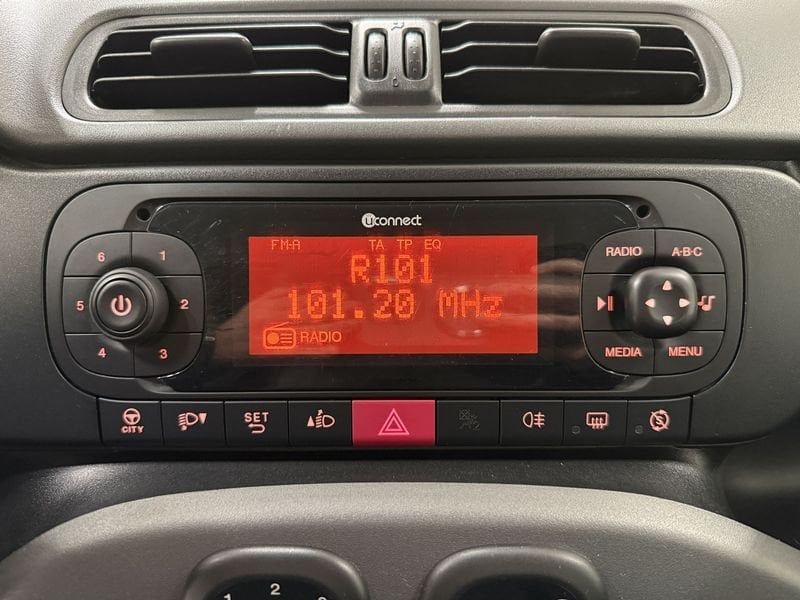 uconnect
FM-A TA TP EQ
R101
101.20 MHz
RADIO
6 1
5 2
4 3
RADIO A-B-C
MEDIA MENU
CITY
SET
1 2 3